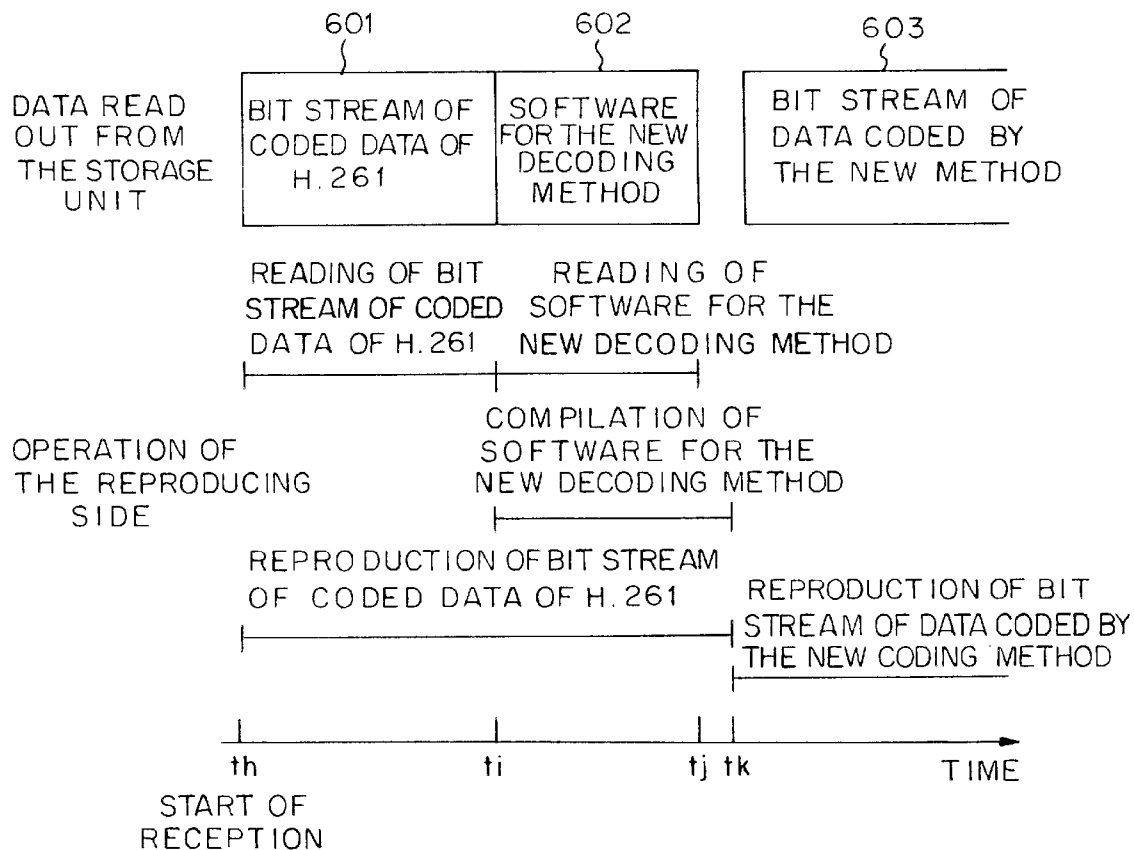 601
602
603
DATA READ
OUT FROM
THE STORAGE
UNIT
BIT STREAM OF
CODED DATA OF
H.261
SOFTWARE
FOR THE NEW
DECODING
METHOD
BIT STREAM OF
DATA CODED BY
THE NEW METHOD
READING OF BIT
STREAM OF CODED
DATA OF H.261
READING OF
SOFTWARE FOR THE
NEW DECODING METHOD
OPERATION OF
THE REPRODUCING
SIDE
COMPILATION OF
SOFTWARE FOR THE
NEW DECODING METHOD
REPRODUCTION OF BIT STREAM
OF CODED DATA OF H.261
REPRODUCTION OF BIT
STREAM OF DATA CODED BY
THE NEW CODING METHOD
th
ti
tj
tk
TIME
START OF
RECEPTION